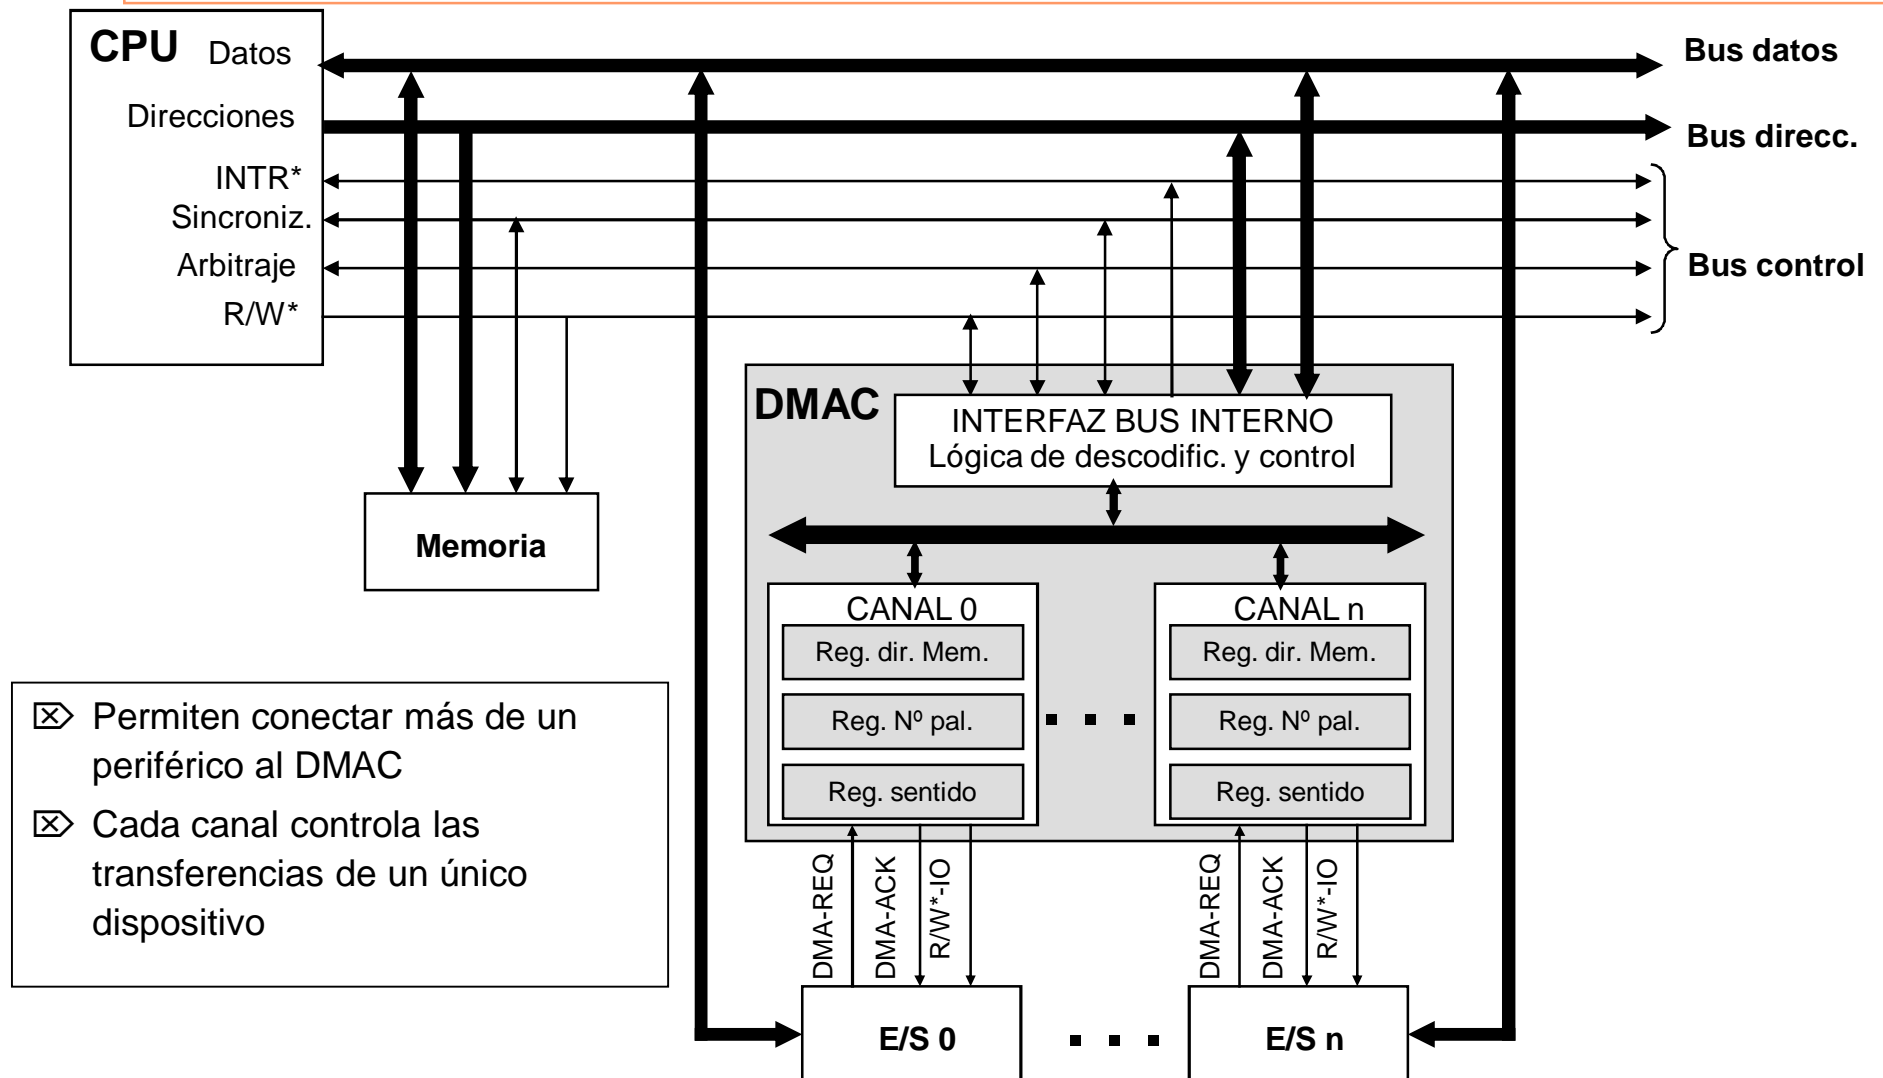 CPU
Datos
Bus datos
Direcciones
Bus direcc.
INTR*
Sincroniz.
Arbitraje
Bus control
R/W*
DMAC
INTERFAZ BUS INTERNO
Lógica de descodific. y control
Memoria
CANAL 0
Reg. dir. Mem.
Reg. Nº pal.
Reg. sentido
CANAL n
Reg. dir. Mem.
Reg. Nº pal.
Reg. sentido
Permiten conectar más de un
periférico al DMAC
Cada canal controla las
transferencias de un único
dispositivo
DMA-REQ
DMA-ACK
R/W*-IO
DMA-REQ
DMA-ACK
R/W*-IO
E/S 0
E/S n